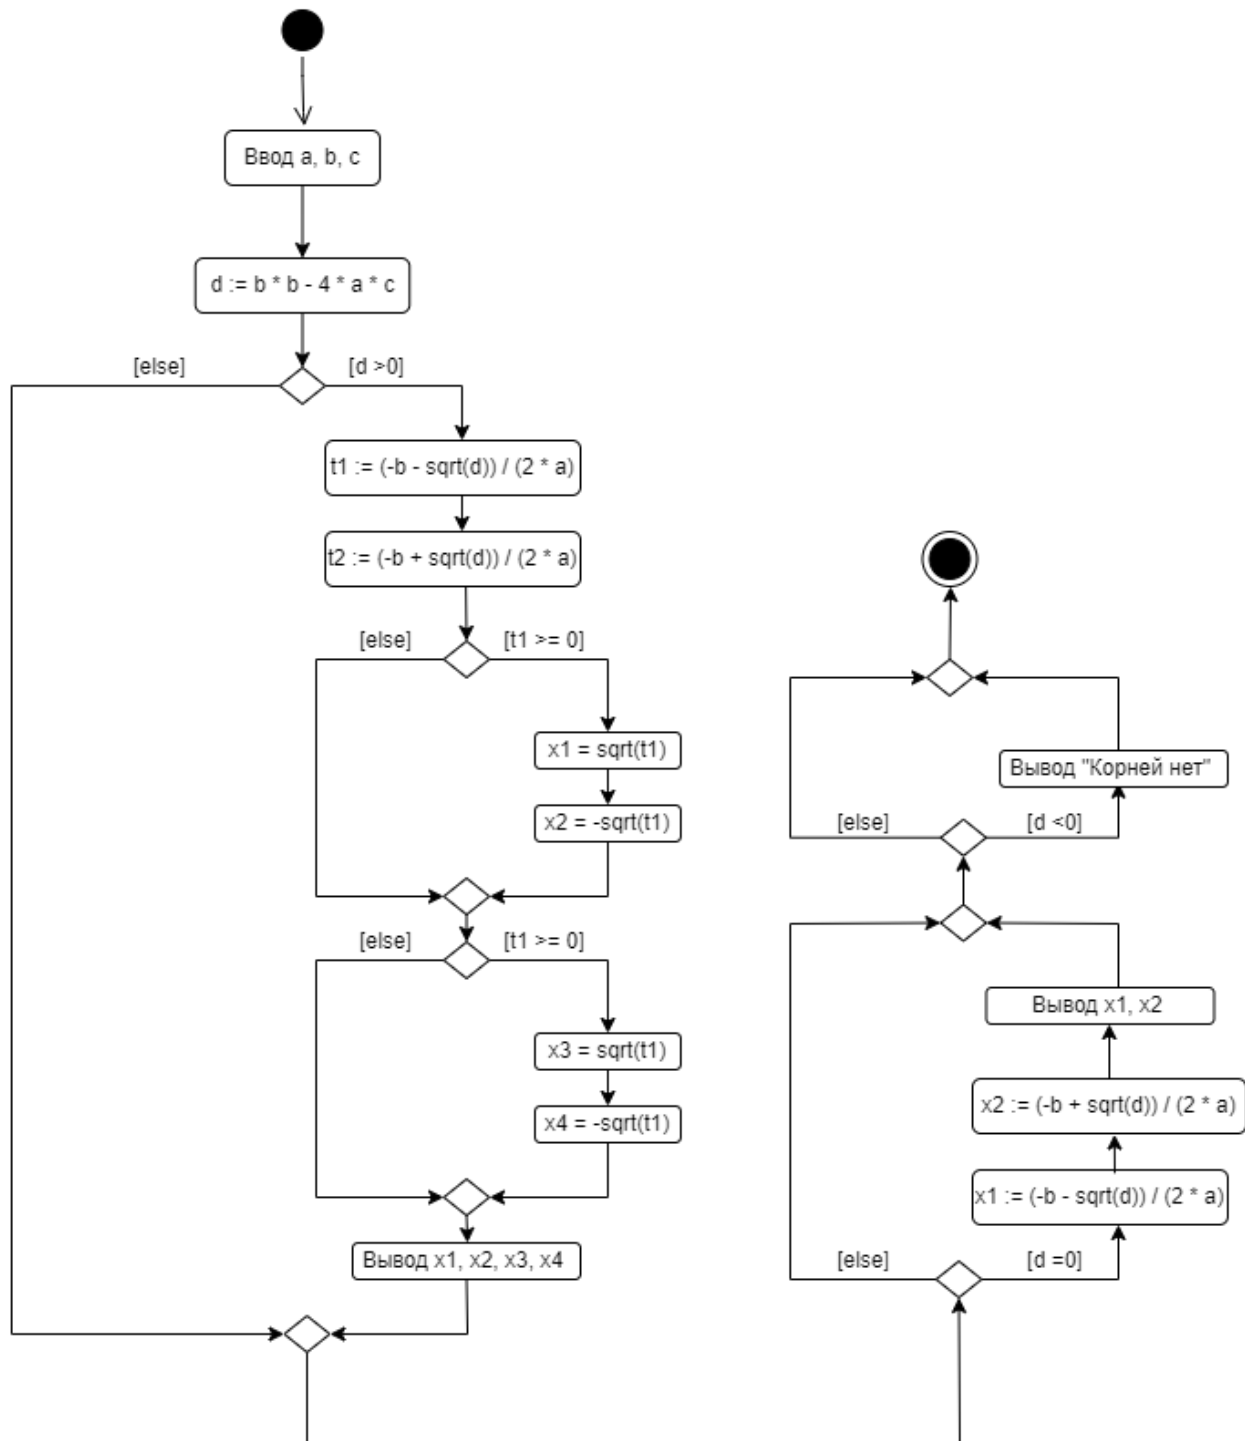 Ввод a, b, c
d := b * b - 4 * a * c
[else]
[d >0]
t1 := (-b - sqrt(d)) / (2 * a)
t2 := (-b + sqrt(d)) / (2 * a)
[else]
[t1 >= 0]
x1 = sqrt(t1)
x2 = -sqrt(t1)
[else]
[t1 >= 0]
x3 = sqrt(t1)
x4 = -sqrt(t1)
Вывод x1, x2, x3, x4
[else]
[d =0]
x1 := (-b - sqrt(d)) / (2 * a)
x2 := (-b + sqrt(d)) / (2 * a)
Вывод x1, x2
[else]
[d <0]
Вывод "Корней нет"